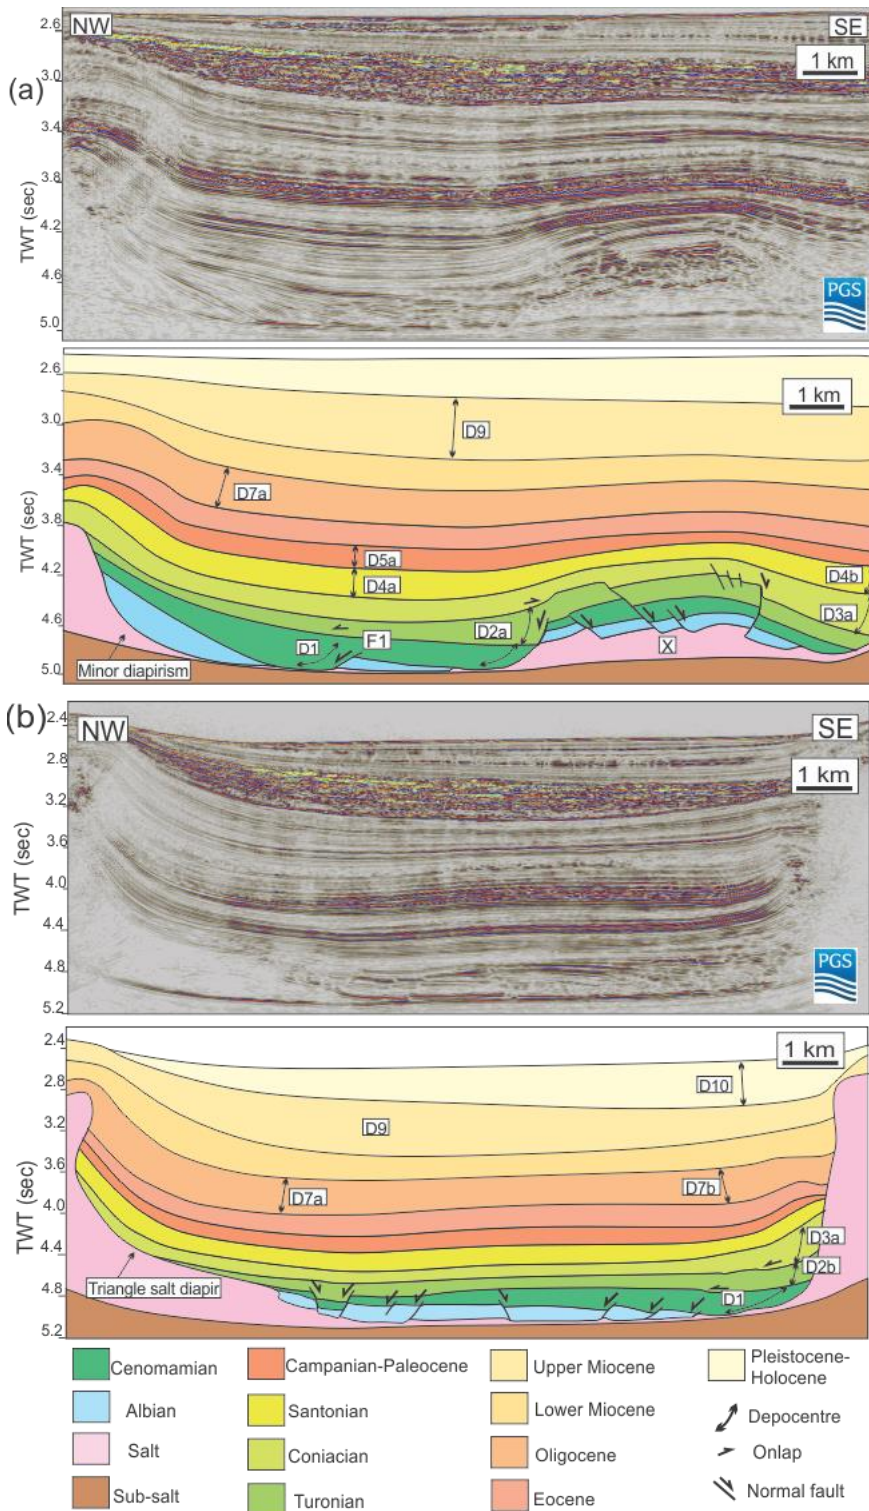 (a)
NW
SE
1 km
TWT (sec)
2.6
3.0
3.4
3.8
4.2
4.6
5.0
PGS
1 km
TWT (sec)
2.6
3.0
3.4
3.8
4.2
4.6
5.0
D9
D7a
D5a
D4a
D4b
D3a
D2a
D1
F1
X
Minor diapirism
(b)
NW
SE
1 km
TWT (sec)
2.4
2.8
3.2
3.6
4.0
4.4
4.8
5.2
PGS
1 km
TWT (sec)
2.4
2.8
3.2
3.6
4.0
4.4
4.8
5.2
D10
D9
D7a
D7b
D3a
D2b
D1
Triangle salt diapir
Cenomamian
Campanian-Paleocene
Upper Miocene
Pleistocene-
Holocene
Albian
Santonian
Lower Miocene
Depocentre
Salt
Coniacian
Oligocene
Onlap
Sub-salt
Turonian
Eocene
Normal fault